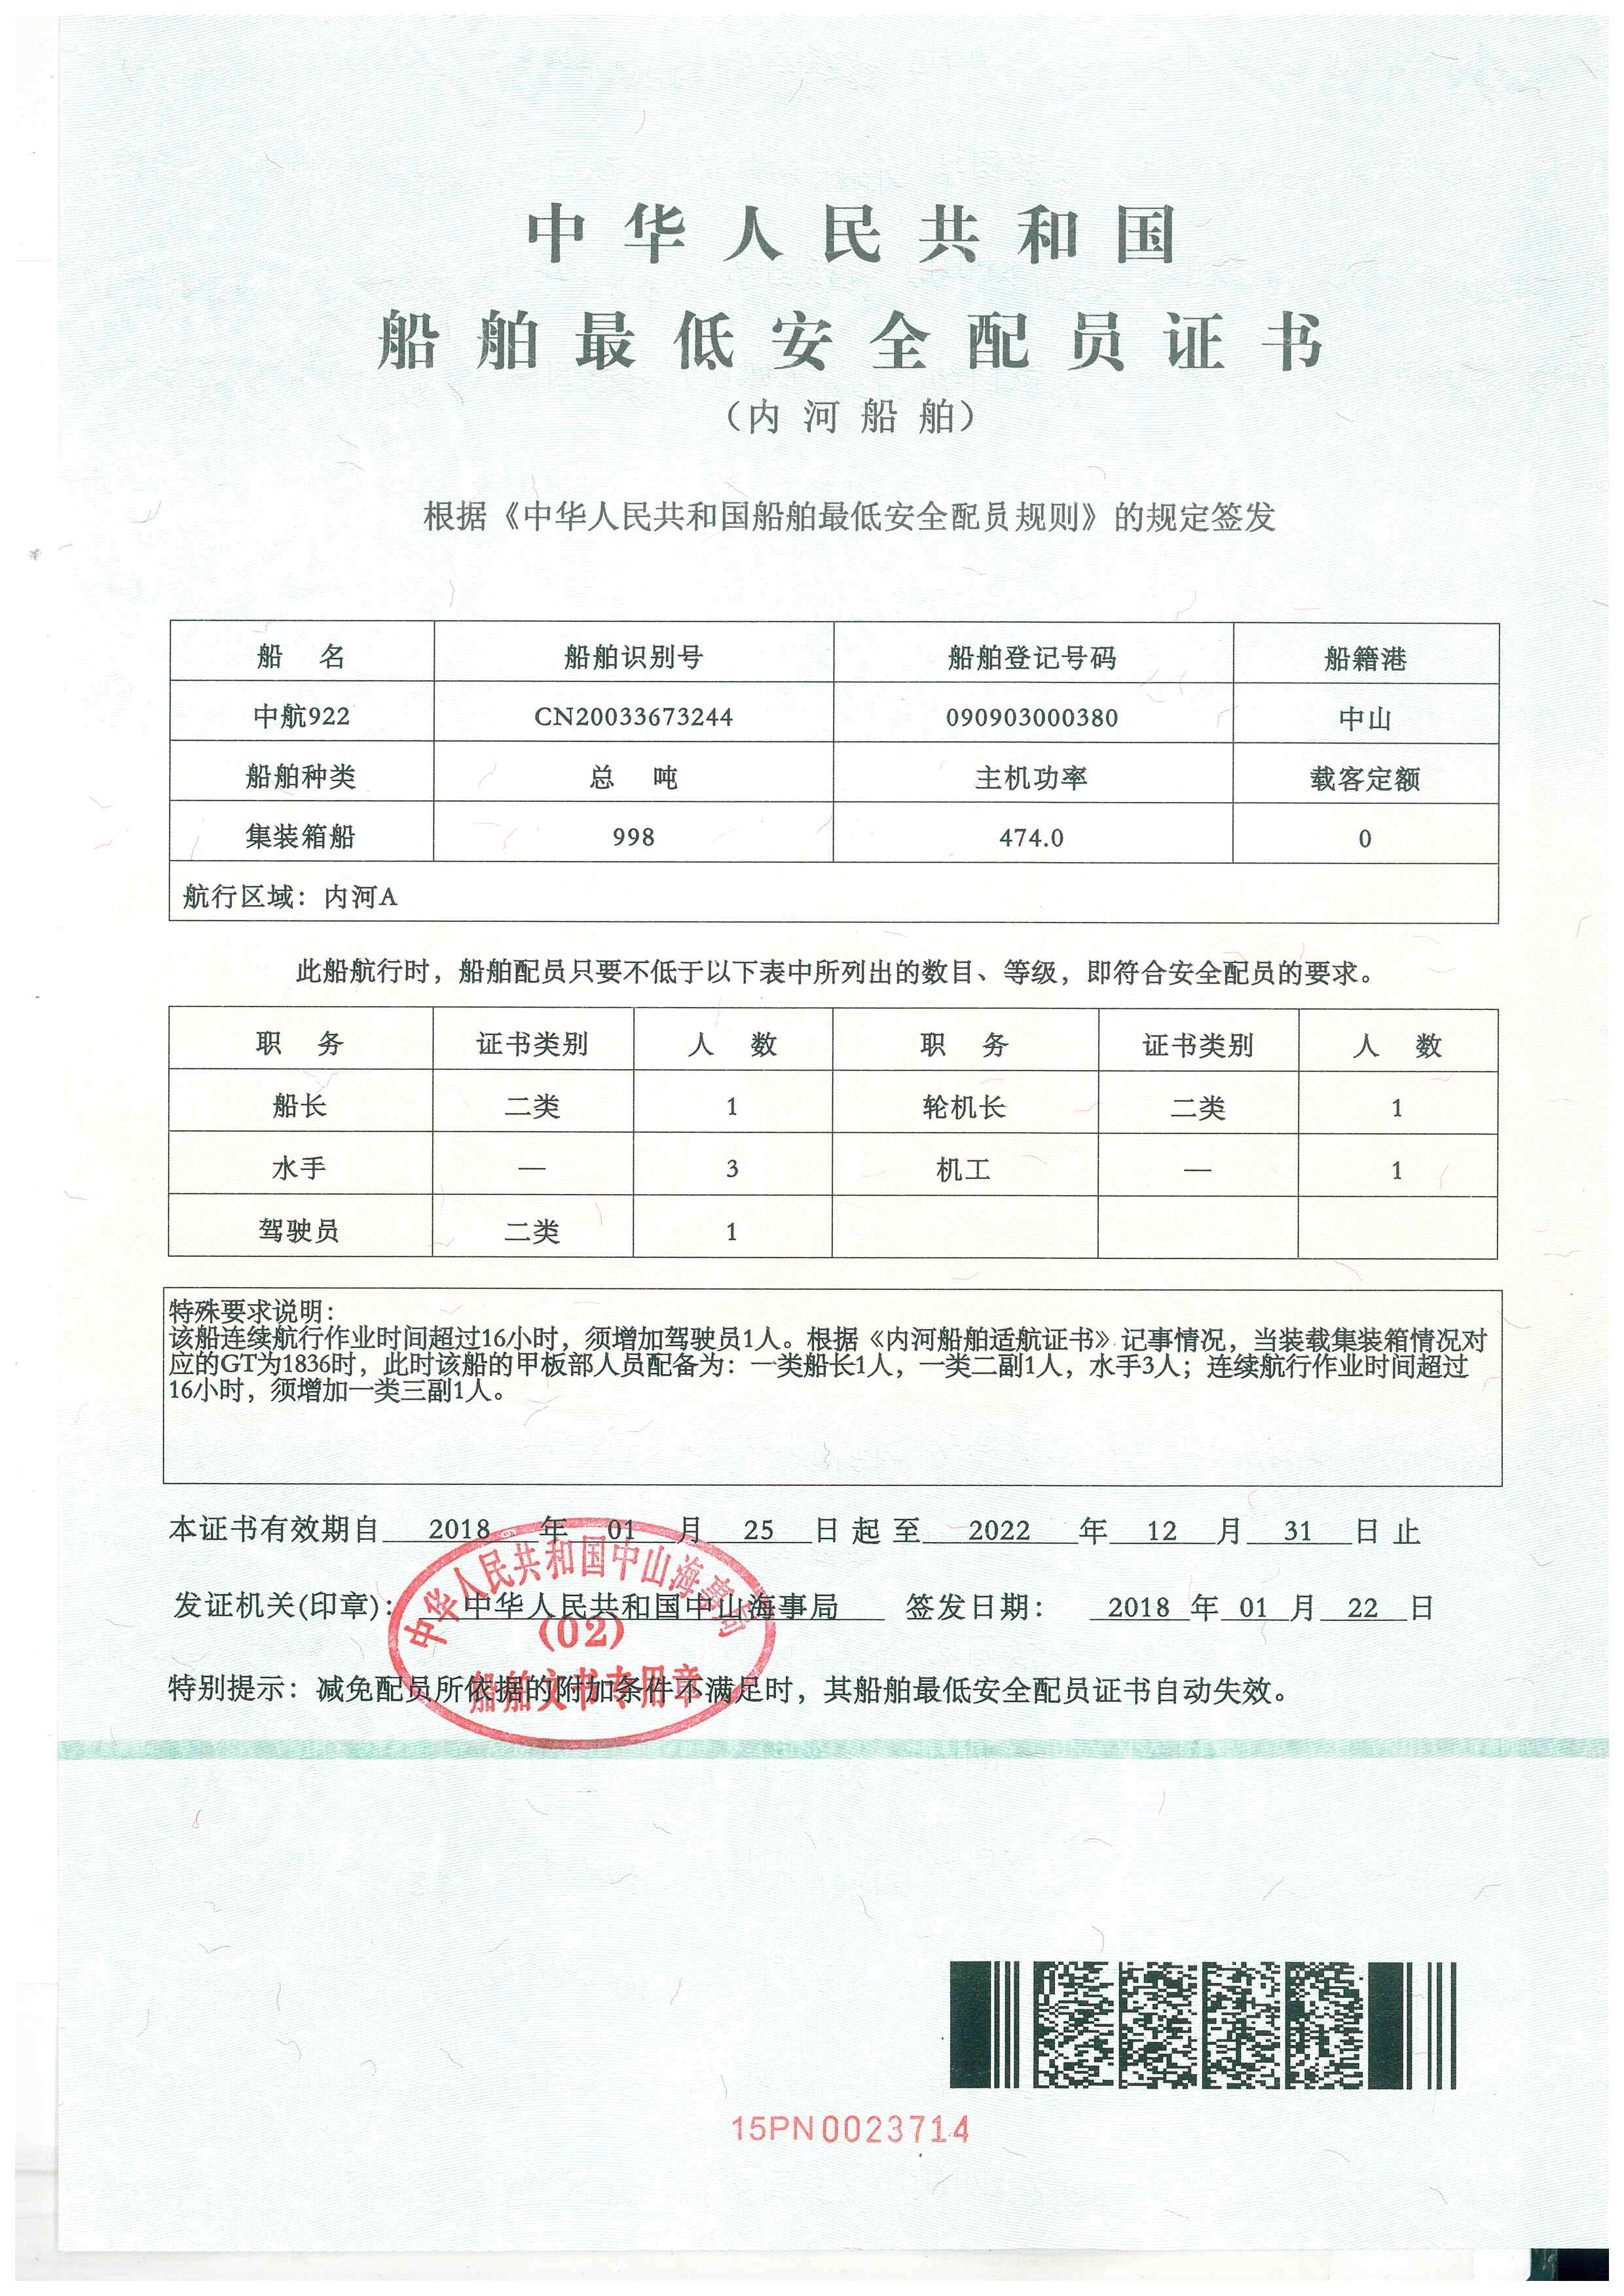 中华人民共和国
船舶最低安全配员证书
（内河船舶）
根据《中华人民共和国船舶最低安全配员规则》的规定签发
船 名 船舶识别号 船舶登记号码 船籍港
中航922 CN20033673244 090903000380 中山
船舶种类 总 吨 主机功率 载客定额
集装箱船 998 474.0 0
航行区域：内河A
此船航行时，船舶配员只要不低于以下表中所列出的数目、等级，即符合安全配员的要求。
职 务 证书类别 人 数 职 务 证书类别 人 数
船长 二类 1 轮机长 二类 1
水手 — 3 机工 — 1
驾驶员 二类 1
特殊要求说明：
该船连续航行作业时间超过16小时，须增加驾驶员1人。根据《内河船舶适航证书》记事情况，当装载集装箱情况对
应的GT为1836时，此时该船的甲板部人员配备为：一类船长1人，一类二副1人，水手3人；连续航行作业时间超过
16小时，须增加一类三副1人。
本证书有效期自 2018 年 01 月 25 日起至 2022 年 12 月 31 日止
发证机关(印章)： 中华人民共和国中山海事局 签发日期： 2018 年 01 月 22 日
中华人民共和国中山海事局
(02)
船舶文书专用章
特别提示：减免配员所依据的附加条件不满足时，其船舶最低安全配员证书自动失效。
15PN0023714